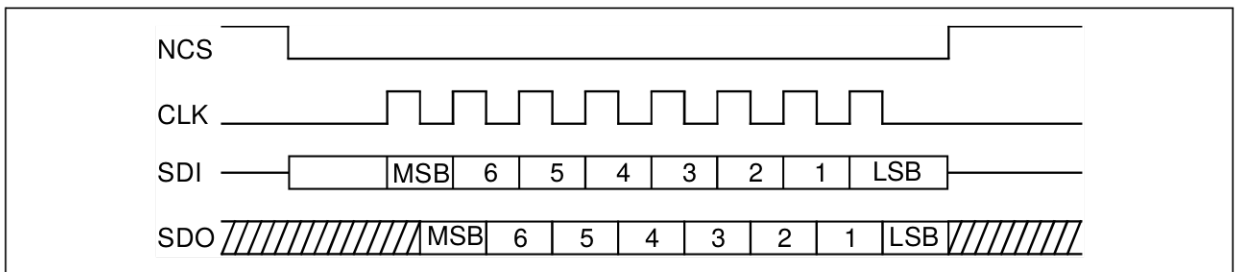 NCS
CLK
SDI MSB 6 5 4 3 2 1 LSB
SDO MSB 6 5 4 3 2 1 LSB